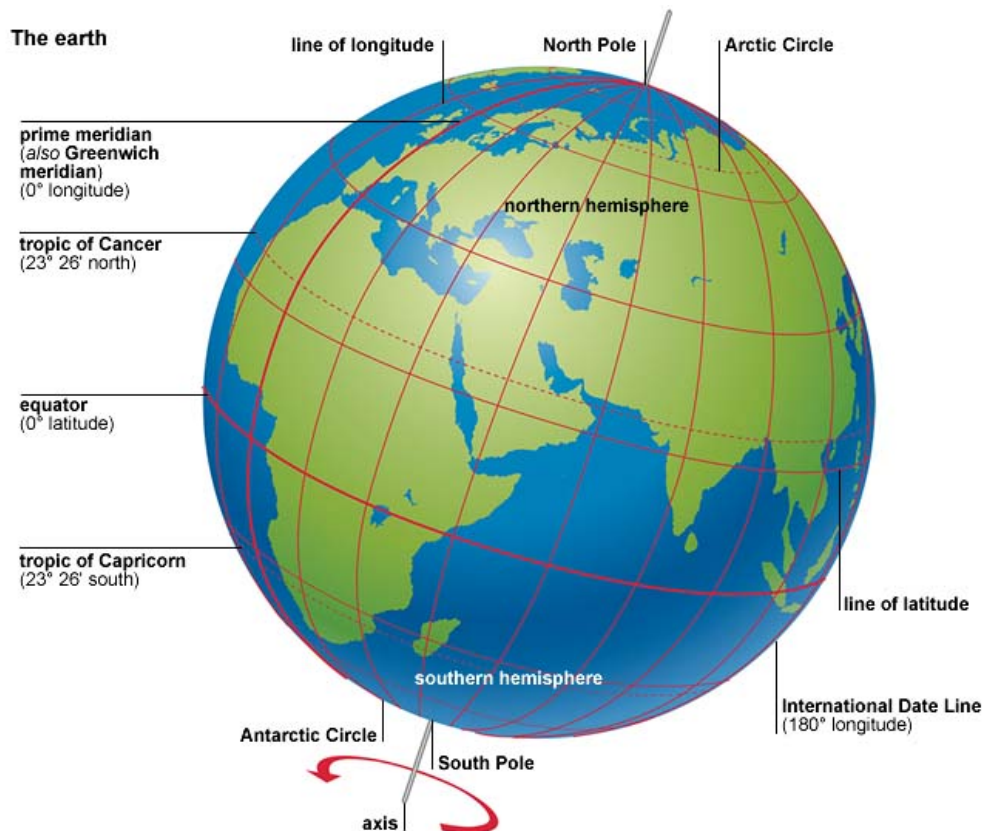 The earth
line of longitude
North Pole
Arctic Circle
prime meridian
(also Greenwich
meridian)
(0° longitude)
northern hemisphere
tropic of Cancer
(23° 26' north)
equator
(0° latitude)
tropic of Capricorn
(23° 26' south)
line of latitude
southern hemisphere
International Date Line
(180° longitude)
Antarctic Circle
South Pole
axis